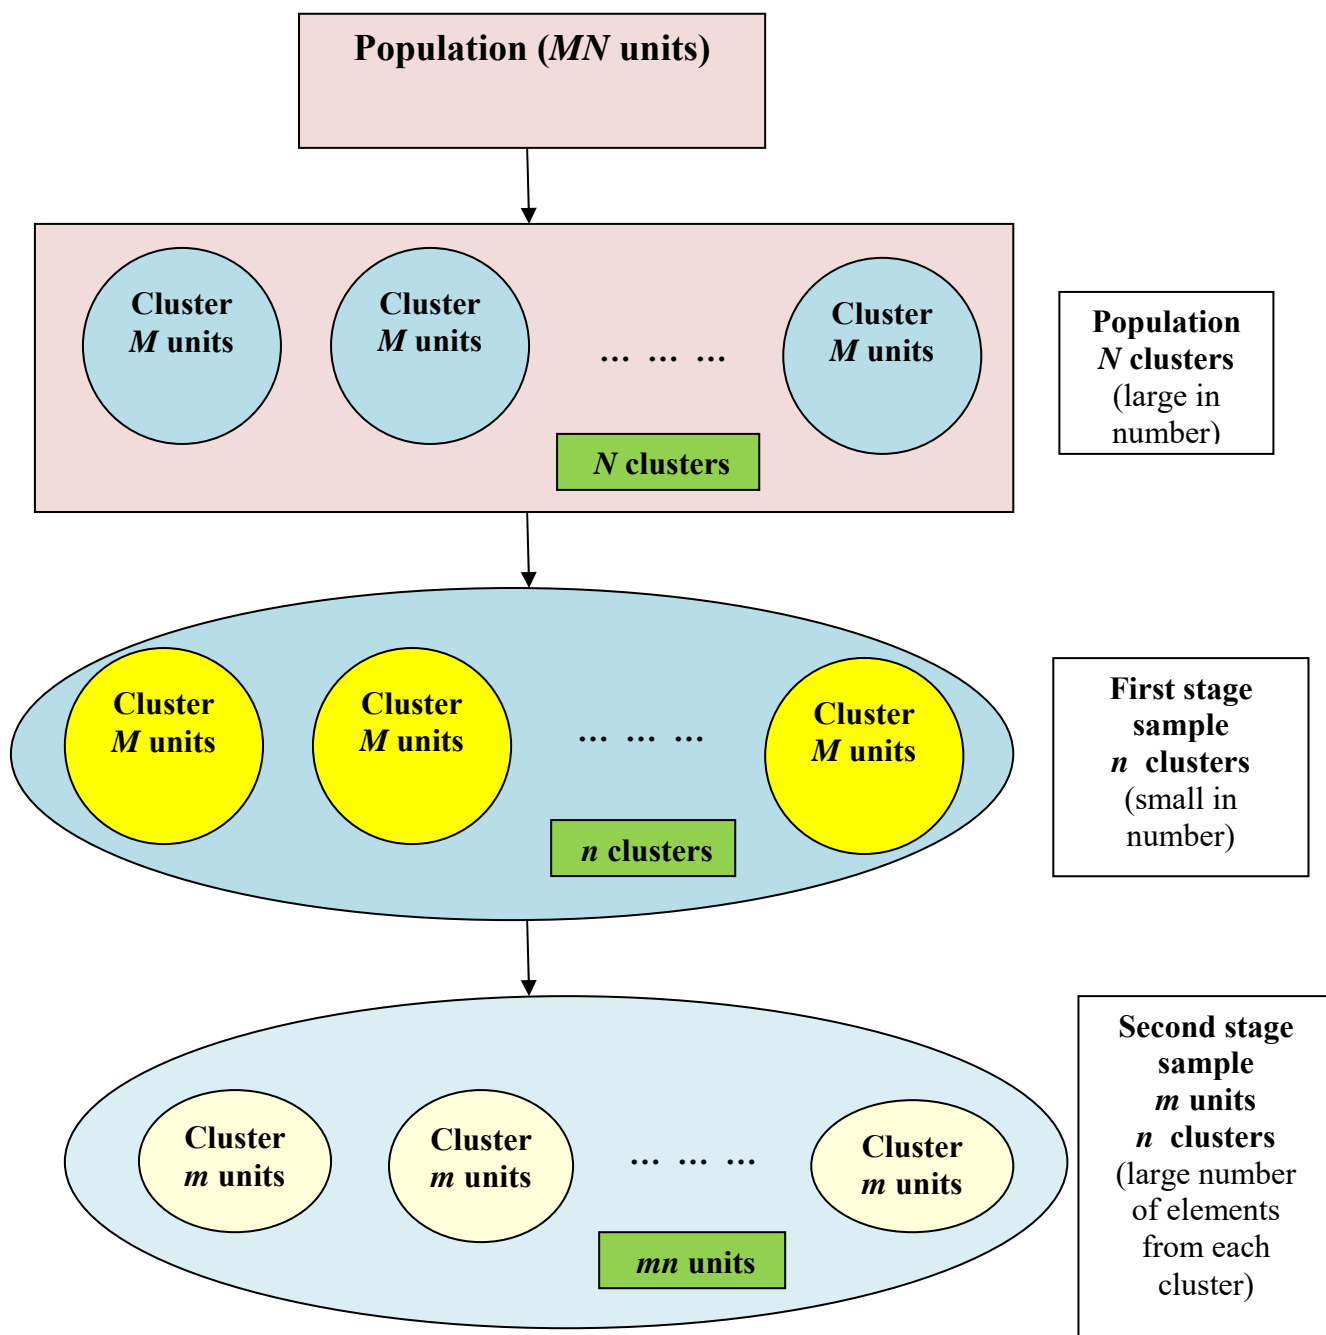 Population (MN units)
Cluster
M units
Cluster
M units
... ... ...
Cluster
M units
N clusters
Population
N clusters
(large in
number)
Cluster
M units
Cluster
M units
... ... ...
Cluster
M units
n clusters
First stage
sample
n clusters
(small in
number)
Cluster
m units
Cluster
m units
... ... ...
Cluster
m units
mn units
Second stage
sample
m units
n clusters
(large number
of elements
from each
cluster)